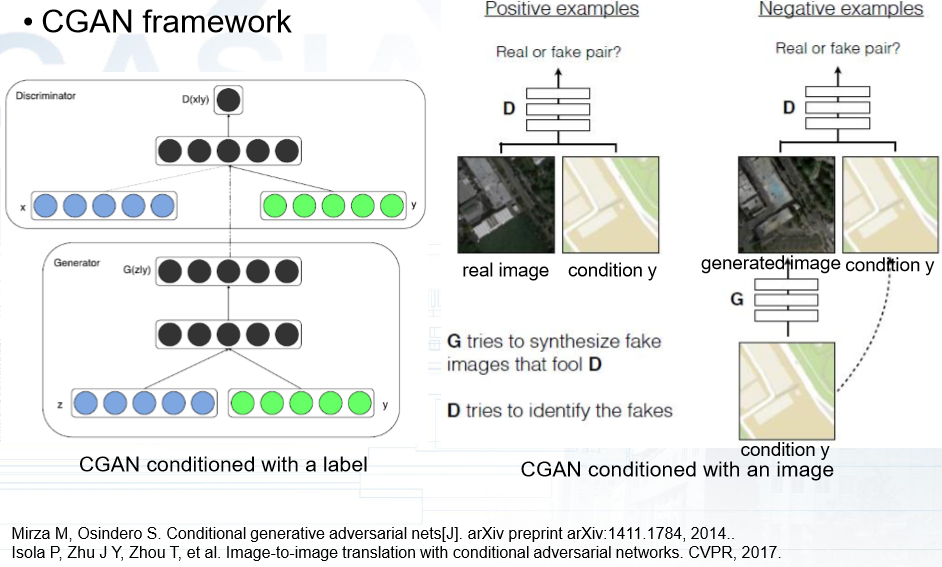 • CGAN framework
Discriminator
D(x|y)
x
y
Generator
G(z|y)
z
y
CGAN conditioned with a label
Positive examples
Real or fake pair?
D
real image
condition y
Negative examples
Real or fake pair?
D
generated image
condition y
G
condition y
G tries to synthesize fake
images that fool D
D tries to identify the fakes
CGAN conditioned with an image
Mirza M, Osindero S. Conditional generative adversarial nets[J]. arXiv preprint arXiv:1411.1784, 2014..
Isola P, Zhu J Y, Zhou T, et al. Image-to-image translation with conditional adversarial networks. CVPR, 2017.